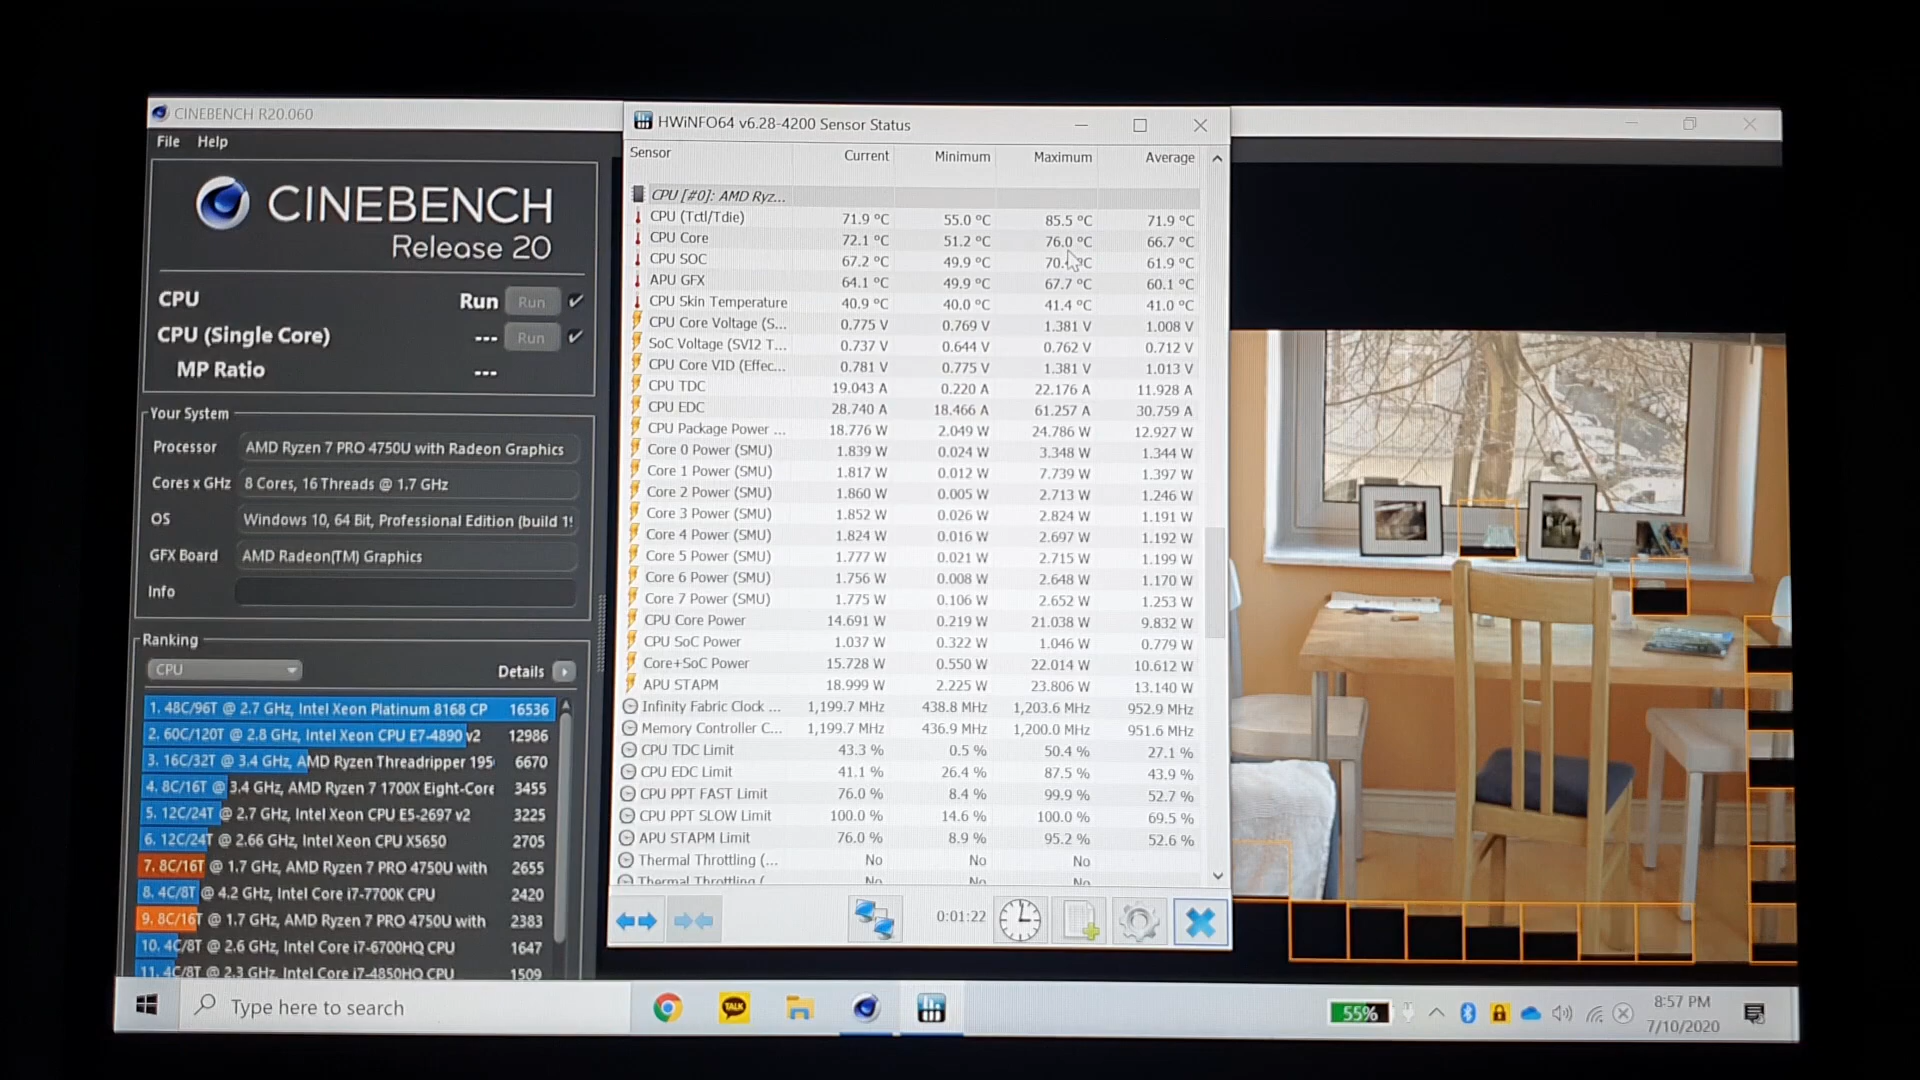 CINEBENCH R20.060
File Help
CINEBENCH
Release 20
CPU Run Run
CPU (Single Core) --- Run
MP Ratio ---
Your System
Processor AMD Ryzen 7 PRO 4750U with Radeon Graphics
Cores x GHz 8 Cores, 16 Threads @ 1.7 GHz
OS Windows 10, 64 Bit, Professional Edition (build
GFX Board AMD Radeon(TM) Graphics
Info
Ranking
CPU Details
1. 48C/96T @ 2.7 GHz, Intel Xeon Platinum 8168 CP 16536
2. 60C/120T @ 2.8 GHz, Intel Xeon CPU E7-4890 v2 12986
3. 16C/32T @ 3.4 GHz, AMD Ryzen Threadripper 195 6670
4. 8C/16T @ 3.4 GHz, AMD Ryzen 7 1700X Eight-Core 3455
5. 12C/24T @ 2.7 GHz, Intel Xeon CPU E5-2697 v2 3225
6. 12C/24T @ 2.66 GHz, Intel Xeon CPU X5650 2705
7. 8C/16T @ 1.7 GHz, AMD Ryzen 7 PRO 4750U with 2655
8. 4C/8T @ 4.2 GHz, Intel Core i7-7700K CPU 2420
9. 8C/16T @ 1.7 GHz, AMD Ryzen 7 PRO 4750U with 2383
10. 4C/8T @ 2.6 GHz, Intel Core i7-6700HQ CPU 1647
11. 4C/8T @ 2.3 GHz, Intel Core i7-4850HQ CPU 1509
HWiNFO64 v6.28-4200 Sensor Status
Sensor Current Minimum Maximum Average
CPU [#0]: AMD Ryz...
CPU (Tctl/Tdie) 71.9 °C 55.0 °C 85.5 °C 71.9 °C
CPU Core 72.1 °C 51.2 °C 76.0 °C 66.7 °C
CPU SOC 67.2 °C 49.9 °C 70. °C 61.9 °C
APU GFX 64.1 °C 49.9 °C 67.7 °C 60.1 °C
CPU Skin Temperature 40.9 °C 40.0 °C 41.4 °C 41.0 °C
CPU Core Voltage (S... 0.775 V 0.769 V 1.381 V 1.008 V
SoC Voltage (SVI2 T... 0.737 V 0.644 V 0.762 V 0.712 V
CPU Core VID (Effec... 0.781 V 0.775 V 1.381 V 1.013 V
CPU TDC 19.043 A 0.220 A 22.176 A 11.928 A
CPU EDC 28.740 A 18.466 A 61.257 A 30.759 A
CPU Package Power ... 18.776 W 2.049 W 24.786 W 12.927 W
Core 0 Power (SMU) 1.839 W 0.024 W 3.348 W 1.344 W
Core 1 Power (SMU) 1.817 W 0.012 W 7.739 W 1.397 W
Core 2 Power (SMU) 1.860 W 0.005 W 2.713 W 1.246 W
Core 3 Power (SMU) 1.852 W 0.026 W 2.824 W 1.191 W
Core 4 Power (SMU) 1.824 W 0.016 W 2.697 W 1.192 W
Core 5 Power (SMU) 1.777 W 0.021 W 2.715 W 1.199 W
Core 6 Power (SMU) 1.756 W 0.008 W 2.648 W 1.170 W
Core 7 Power (SMU) 1.775 W 0.106 W 2.652 W 1.253 W
CPU Core Power 14.691 W 0.219 W 21.038 W 9.832 W
CPU SoC Power 1.037 W 0.322 W 1.046 W 0.779 W
Core+SoC Power 15.728 W 0.550 W 22.014 W 10.612 W
APU STAPM 18.999 W 2.225 W 23.806 W 13.140 W
Infinity Fabric Clock ... 1,199.7 MHz 438.8 MHz 1,203.6 MHz 952.9 MHz
Memory Controller C... 1,199.7 MHz 436.9 MHz 1,200.0 MHz 951.6 MHz
CPU TDC Limit 43.3 % 0.5 % 50.4 % 27.1 %
CPU EDC Limit 41.1 % 26.4 % 87.5 % 43.9 %
CPU PPT FAST Limit 76.0 % 8.4 % 99.9 % 52.7 %
CPU PPT SLOW Limit 100.0 % 14.6 % 100.0 % 69.5 %
APU STAPM Limit 76.0 % 8.9 % 95.2 % 52.6 %
Thermal Throttling (... No No No
Thermal Throttling ( No No No
0:01:22
Type here to search
TALK
55%
8:57 PM
7/10/2020